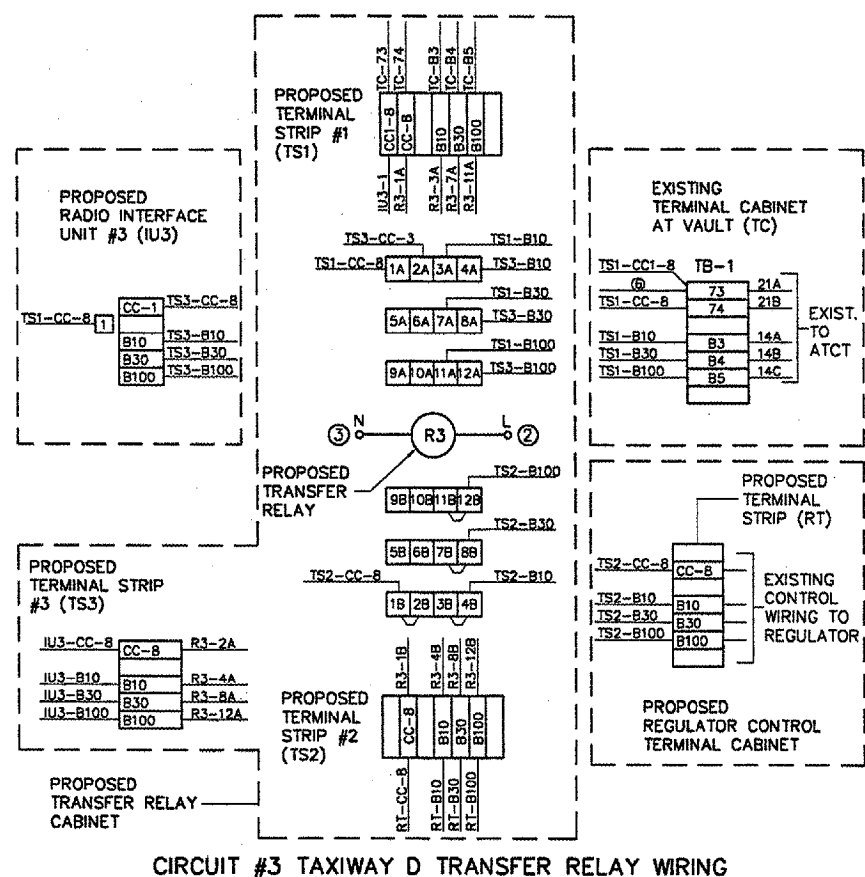 TC-73
TC-74
TC-B3
TC-B4
TC-B5
PROPOSED
TERMINAL
STRIP #1
(TS1)
CC1-8
CC-8
B10
B30
B100
IU3-1
R3-1A
R3-3A
R3-7A
R3-11A
PROPOSED
RADIO INTERFACE
UNIT #3 (IU3)
TS1-CC-8
1
CC-1
TS3-CC-8
B10
TS3-B10
B30
TS3-B30
B100
TS3-B100
TS3-CC-3
TS1-B10
TS1-CC-8
1A 2A 3A 4A
TS3-B10
TS1-B30
5A 6A 7A 8A
TS3-B30
TS1-B100
9A 10A 11A 12A
TS3-B100
3 N
R3
L 2
PROPOSED
TRANSFER
RELAY
TS2-B100
9B 10B 11B 12B
TS2-B30
5B 6B 7B 8B
TS2-CC-8
TS2-B10
1B 2B 3B 4B
EXISTING
TERMINAL CABINET
AT VAULT (TC)
TS1-CC1-8
TB-1
6
73
21A
TS1-CC-8
74
21B
TS1-B10
B3
14A
TS1-B30
B4
14B
TS1-B100
B5
14C
EXIST.
TO
ATCT
PROPOSED
TERMINAL
STRIP (RT)
TS2-CC-8
CC-8
TS2-B10
B10
TS2-B30
B30
TS2-B100
B100
EXISTING
CONTROL
WIRING TO
REGULATOR
PROPOSED
REGULATOR CONTROL
TERMINAL CABINET
PROPOSED
TERMINAL STRIP
#3 (TS3)
IU3-CC-8
CC-8
R3-2A
IU3-B10
B10
R3-4A
IU3-B30
B30
R3-8A
IU3-B100
B100
R3-12A
R3-1B
R3-4B
R3-8B
R3-12B
PROPOSED
TERMINAL
STRIP #2
(TS2)
CC-8
B10
B30
B100
RT-CC-8
RT-B10
RT-B30
RT-B100
PROPOSED
TRANSFER RELAY
CABINET
CIRCUIT #3 TAXIWAY D TRANSFER RELAY WIRING